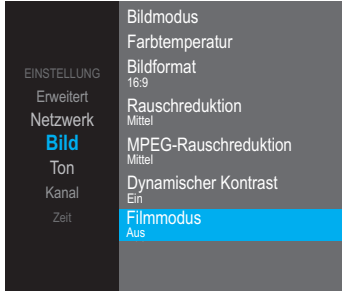 EINSTELLUNG
Erweitert
Netzwerk
Bild
Ton
Kanal
Zeit
Bildmodus
Farbtemperatur
Bildformat
16:9
Rauschreduktion
Mittel
MPEG-Rauschreduktion
Mittel
Dynamischer Kontrast
Ein
Filmmodus
Aus